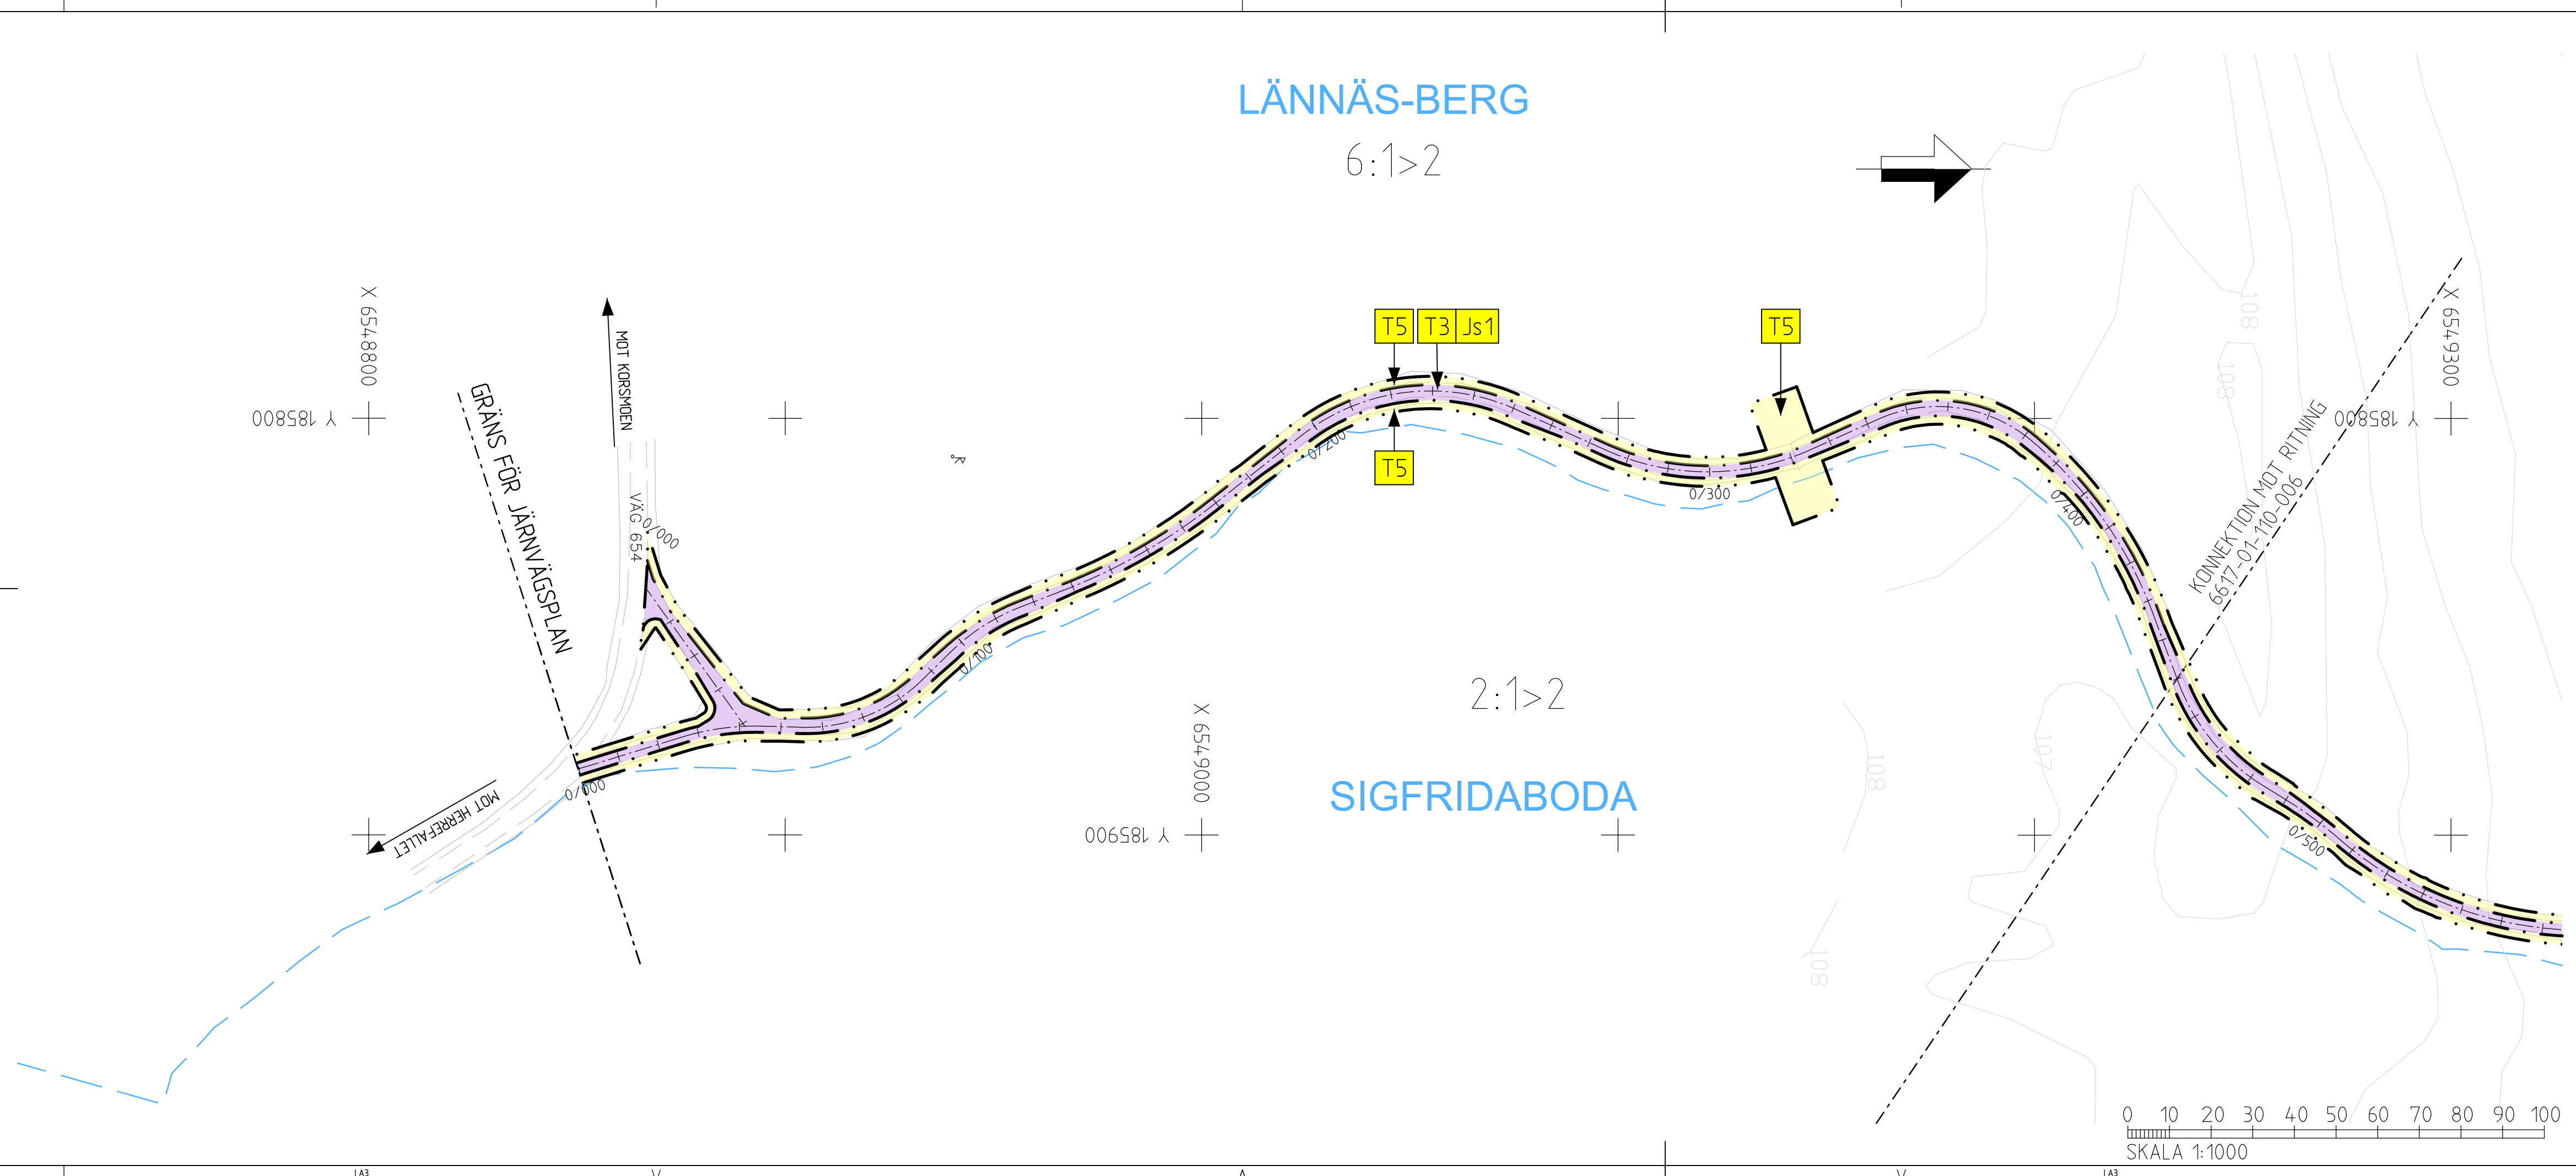 LÄNNÄS-BERG
6:1>2
X 6548800
Y 185800
MOT KORSMOEN
GRÄNS FÖR JÄRNVÄGSPLAN
VÄG 654
0/000
T5
T3
Js1
T5
T5
0/200
0/300
0/400
108
108
X 6549300
Y 185800
KONNEKTION MOT RITNING
6617-01-110-006
0/100
2:1>2
X 6549000
Y 185900
SIGFRIDABODA
0/000
MOT HERREFALLET
107
108
108
0/500
0 10 20 30 40 50 60 70 80 90 100
SKALA 1:1000
A3
A3